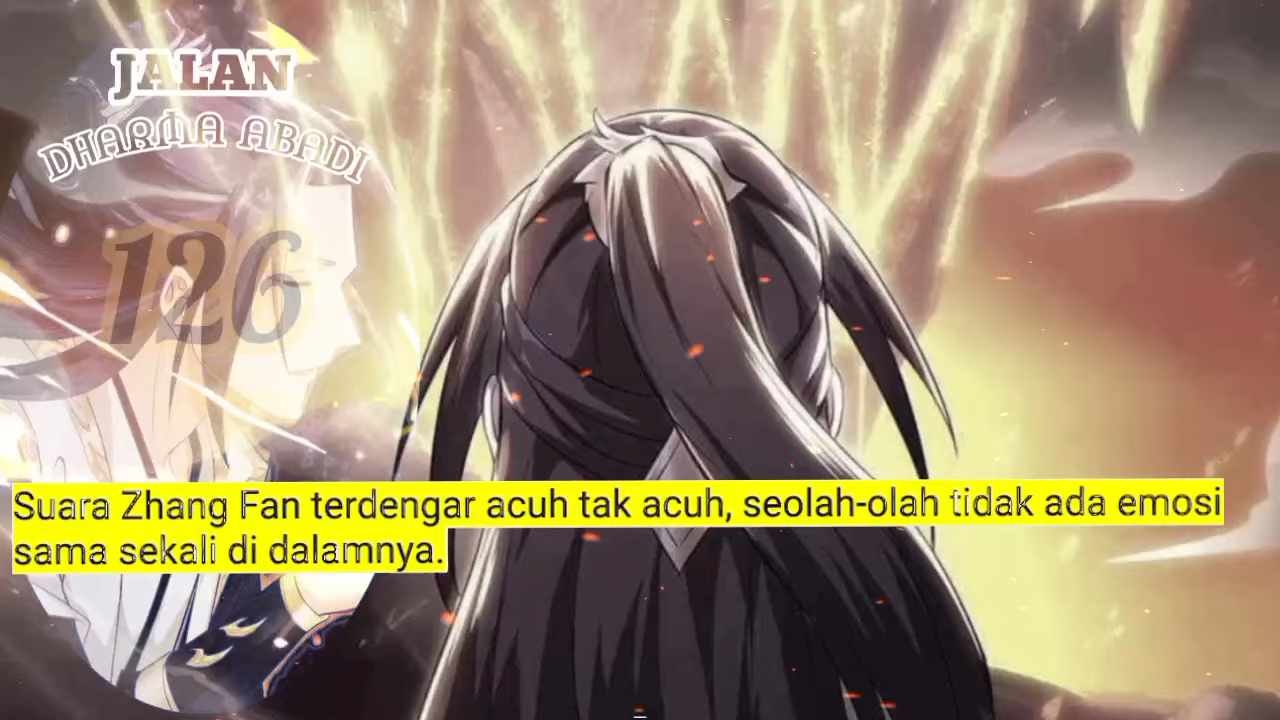 JALAN
DHARMA ABADI
126
Suara Zhang Fan terdengar acuh tak acuh, seolah-olah tidak ada emosi
sama sekali di dalamnya.